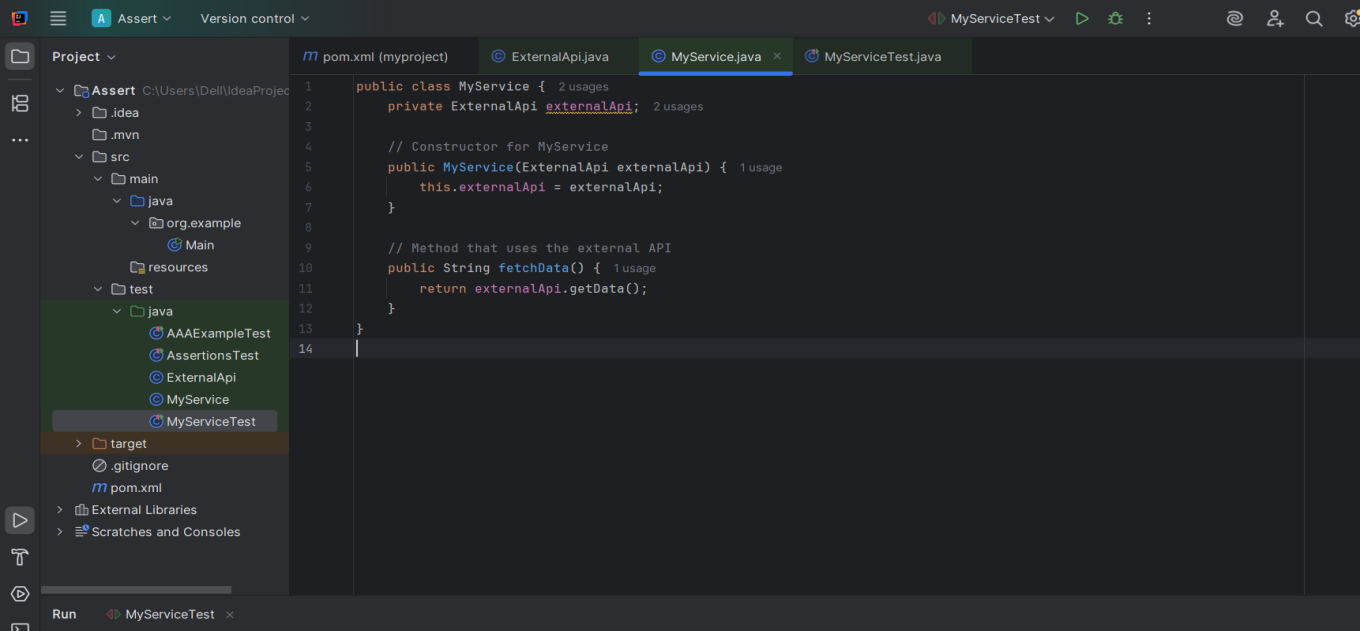 A Assert Version control MyServiceTest
Project
pom.xml (myproject) ExternalApi.java MyService.java MyServiceTest.java
Assert C:\Users\Dell\IdeaProjec
.idea
.mvn
src
main
java
org.example
Main
resources
test
java
AAAExampleTest
AssertionsTest
ExternalApi
MyService
MyServiceTest
target
.gitignore
pom.xml
External Libraries
Scratches and Consoles
1 public class MyService { 2 usages
2 private ExternalApi externalApi; 2 usages
3
4 // Constructor for MyService
5 public MyService(ExternalApi externalApi) { 1 usage
6 this.externalApi = externalApi;
7 }
8
9 // Method that uses the external API
10 public String fetchData() { 1 usage
11 return externalApi.getData();
12 }
13 }
14
Run MyServiceTest